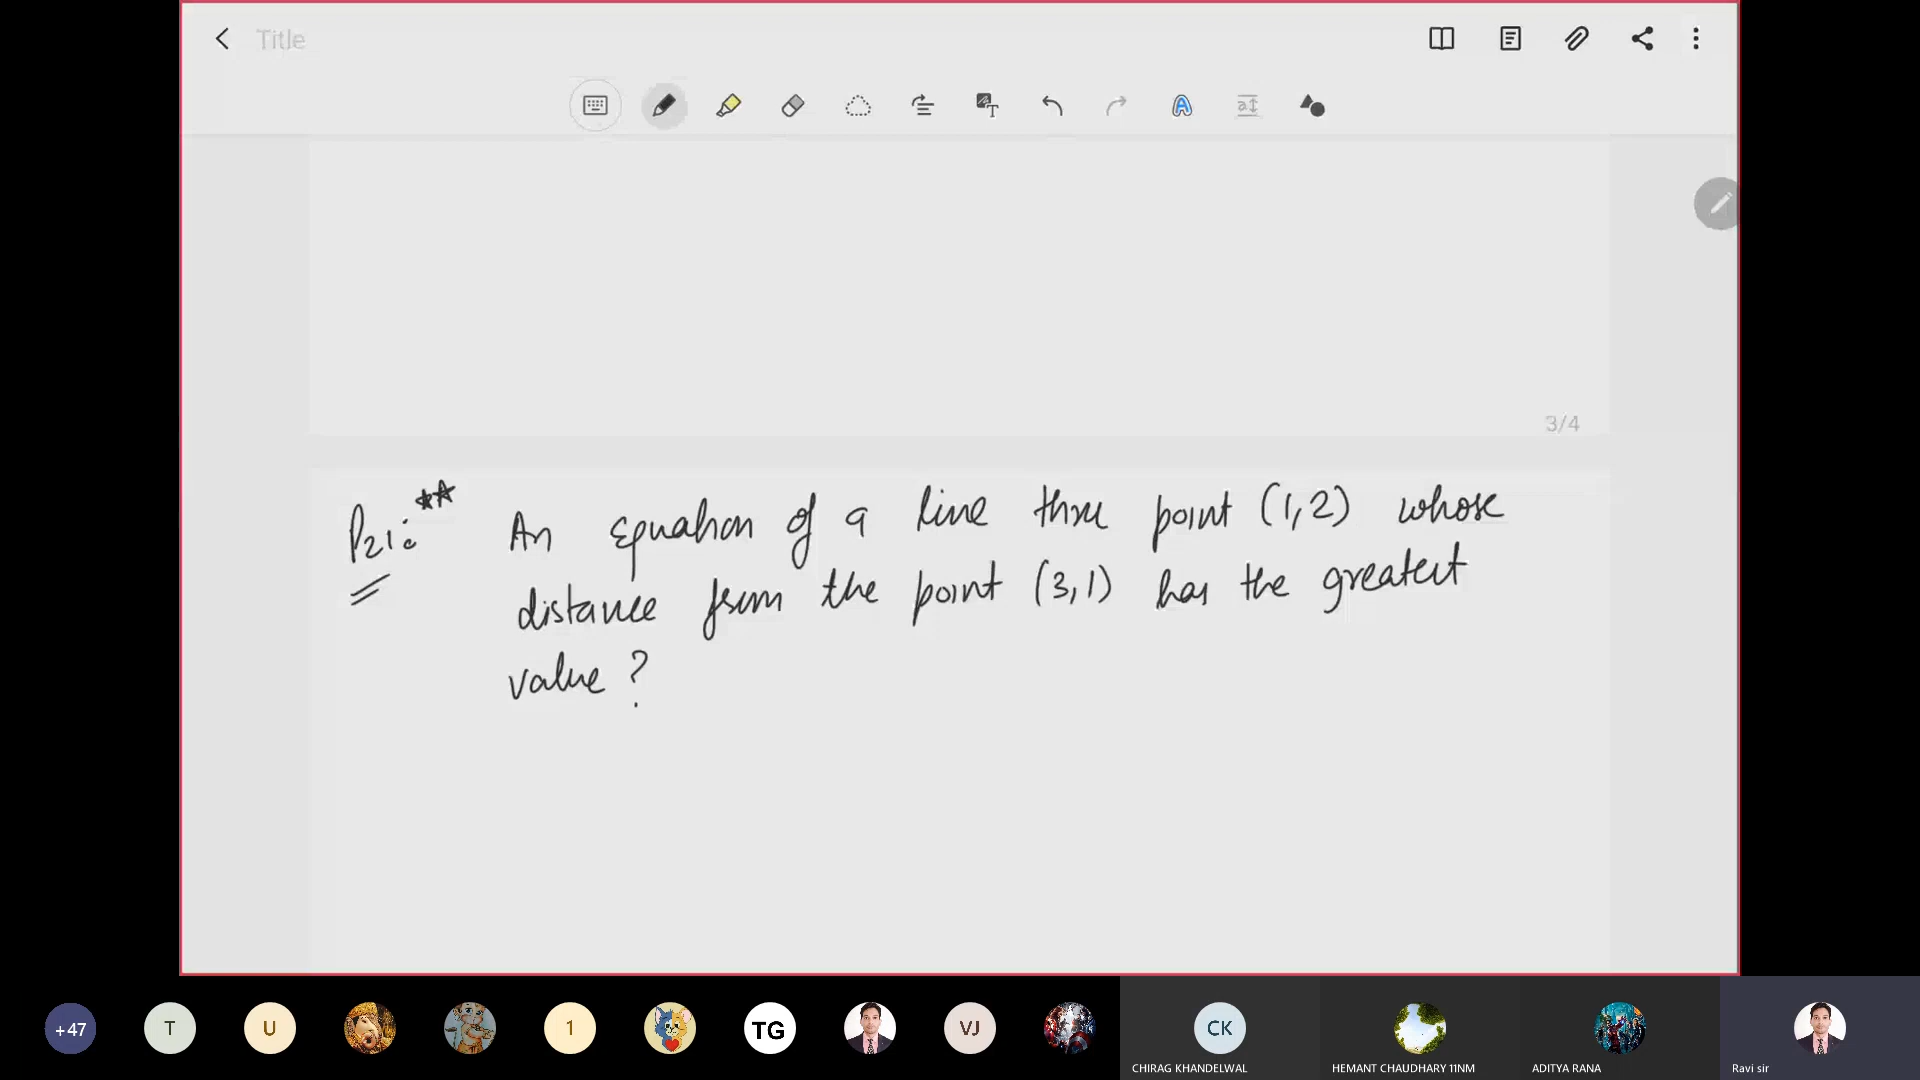 Title
3/4
P21: ** An equation of a line thru point (1,2) whose
distance from the point (3,1) has the greatest
value ?
+47
T
U
1
TG
VJ
CK
CHIRAG KHANDELWAL
HEMANT CHAUDHARY 11NM
ADITYA RANA
Ravi sir